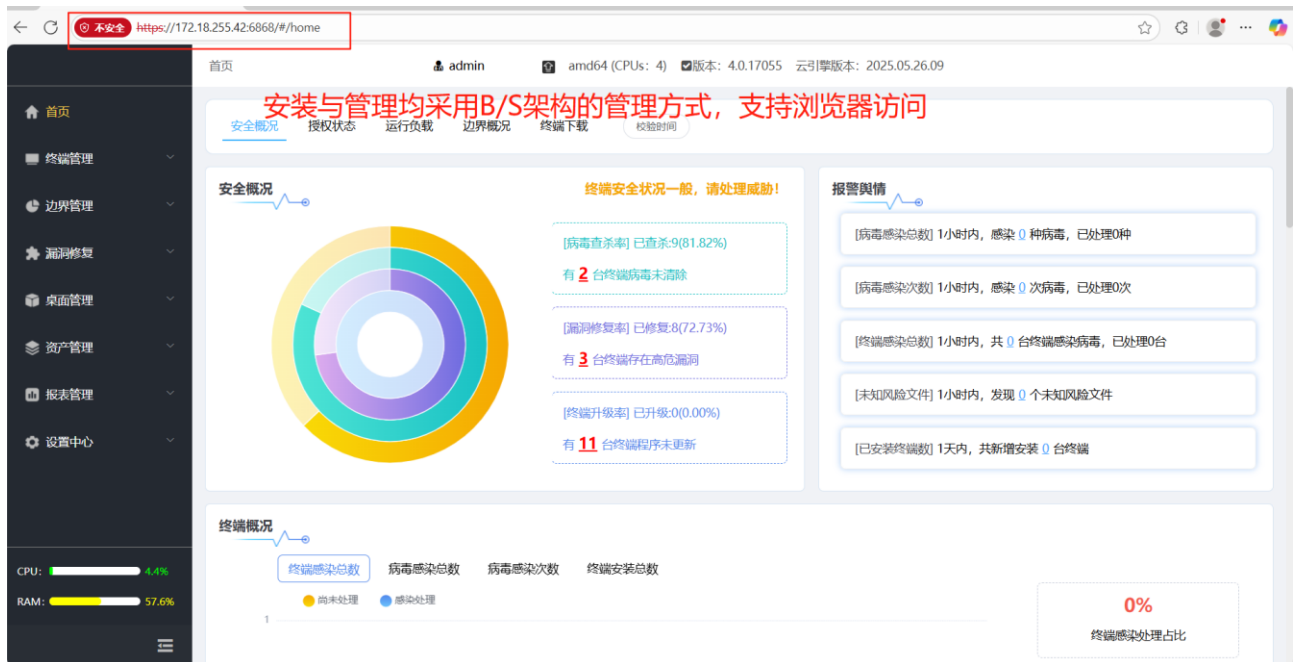 不安全 https://172.18.255.42:6868/#/home
首页 admin amd64 (CPUs: 4) 版本: 4.0.17055 云引擎版本: 2025.05.26.09
安装与管理均采用B/S架构的管理方式，支持浏览器访问
安全概况 授权状态 运行负载 边界概况 终端下载 校验时间
首页
终端管理
边界管理
漏洞修复
桌面管理
资产管理
报表管理
设置中心
CPU: 4.4%
RAM: 57.6%
安全概况 终端安全状况一般，请处理威胁！
[病毒查杀率] 已查杀:9(81.82%)
有 2 台终端病毒未清除
[漏洞修复率] 已修复:8(72.73%)
有 3 台终端存在高危漏洞
[终端升级率] 已升级:0(0.00%)
有 11 台终端程序未更新
报警舆情
[病毒感染总数] 1小时内，感染 0 种病毒，已处理0种
[病毒感染次数] 1小时内，感染 0 次病毒，已处理0次
[终端感染总数] 1小时内，共 0 台终端感染病毒，已处理0台
[未知风险文件] 1小时内，发现 0 个未知风险文件
[已安装终端数] 1天内，共新增安装 0 台终端
终端概况
终端感染总数 病毒感染总数 病毒感染次数 终端安装总数
尚未处理 感染处理
1
0%
终端感染处理占比